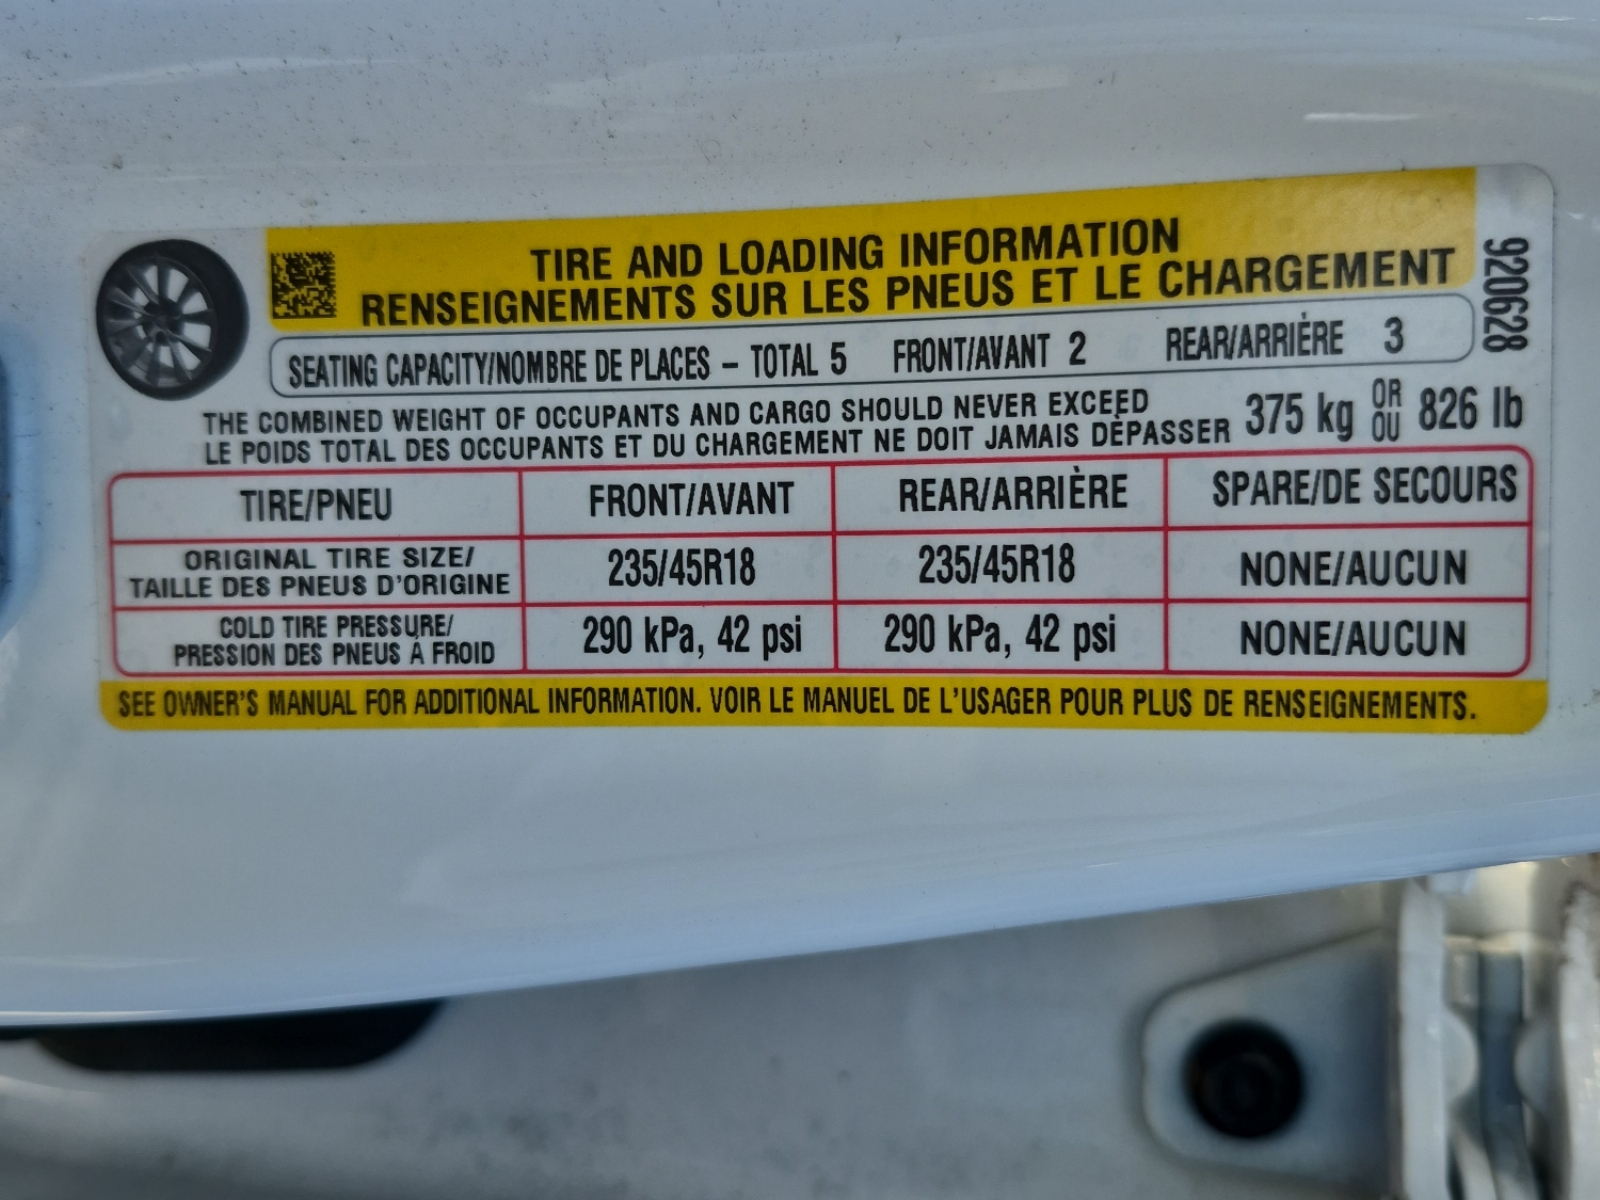 TIRE AND LOADING INFORMATION
RENSEIGNEMENTS SUR LES PNEUS ET LE CHARGEMENT
920628
SEATING CAPACITY/NOMBRE DE PLACES – TOTAL 5 FRONT/AVANT 2 REAR/ARRIÈRE 3
THE COMBINED WEIGHT OF OCCUPANTS AND CARGO SHOULD NEVER EXCEED
LE POIDS TOTAL DES OCCUPANTS ET DU CHARGEMENT NE DOIT JAMAIS DÉPASSER
375 kg OR OU 826 lb
TIRE/PNEU FRONT/AVANT REAR/ARRIÈRE SPARE/DE SECOURS
ORIGINAL TIRE SIZE/
TAILLE DES PNEUS D'ORIGINE
235/45R18 235/45R18 NONE/AUCUN
COLD TIRE PRESSURE/
PRESSION DES PNEUS À FROID
290 kPa, 42 psi 290 kPa, 42 psi NONE/AUCUN
SEE OWNER'S MANUAL FOR ADDITIONAL INFORMATION. VOIR LE MANUEL DE L'USAGER POUR PLUS DE RENSEIGNEMENTS.